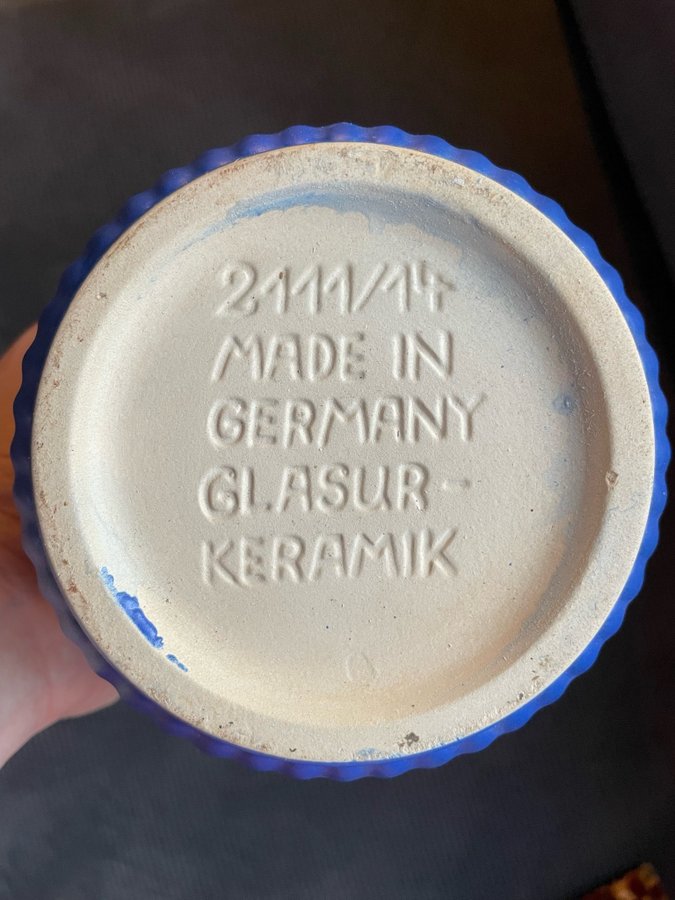 2111/14
MADE IN
GERMANY
GLASUR-
KERAMIK